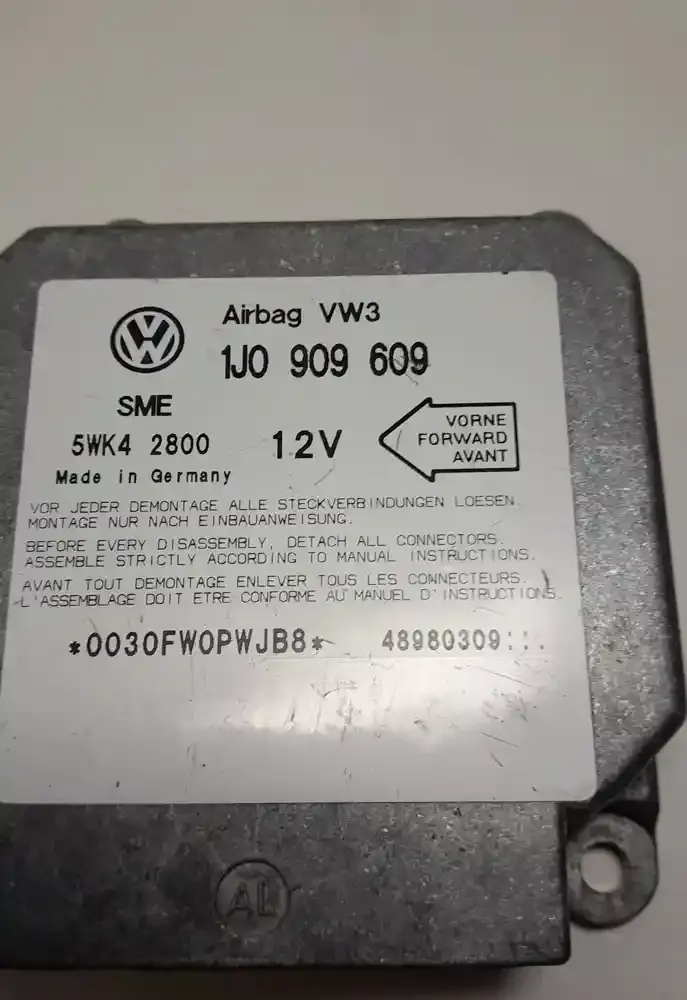 Airbag VW3
1J0 909 609
SME
5WK4 2800
12V
VORNE
FORWARD
AVANT
Made in Germany
VOR JEDER DEMONTAGE ALLE STECKVERBINDUNGEN LOESEN.
MONTAGE NUR NACH EINBAUANWEISUNG.
BEFORE EVERY DISASSEMBLY, DETACH ALL CONNECTORS.
ASSEMBLE STRICTLY ACCORDING TO MANUAL INSTRUCTIONS.
AVANT TOUT DEMONTAGE ENLEVER TOUS LES CONNECTEURS.
L'ASSEMBLAGE DOIT ETRE CONFORME AU MANUEL D'INSTRUCTIONS.
*0030FW0PWJB8* 48980309:::.
AL